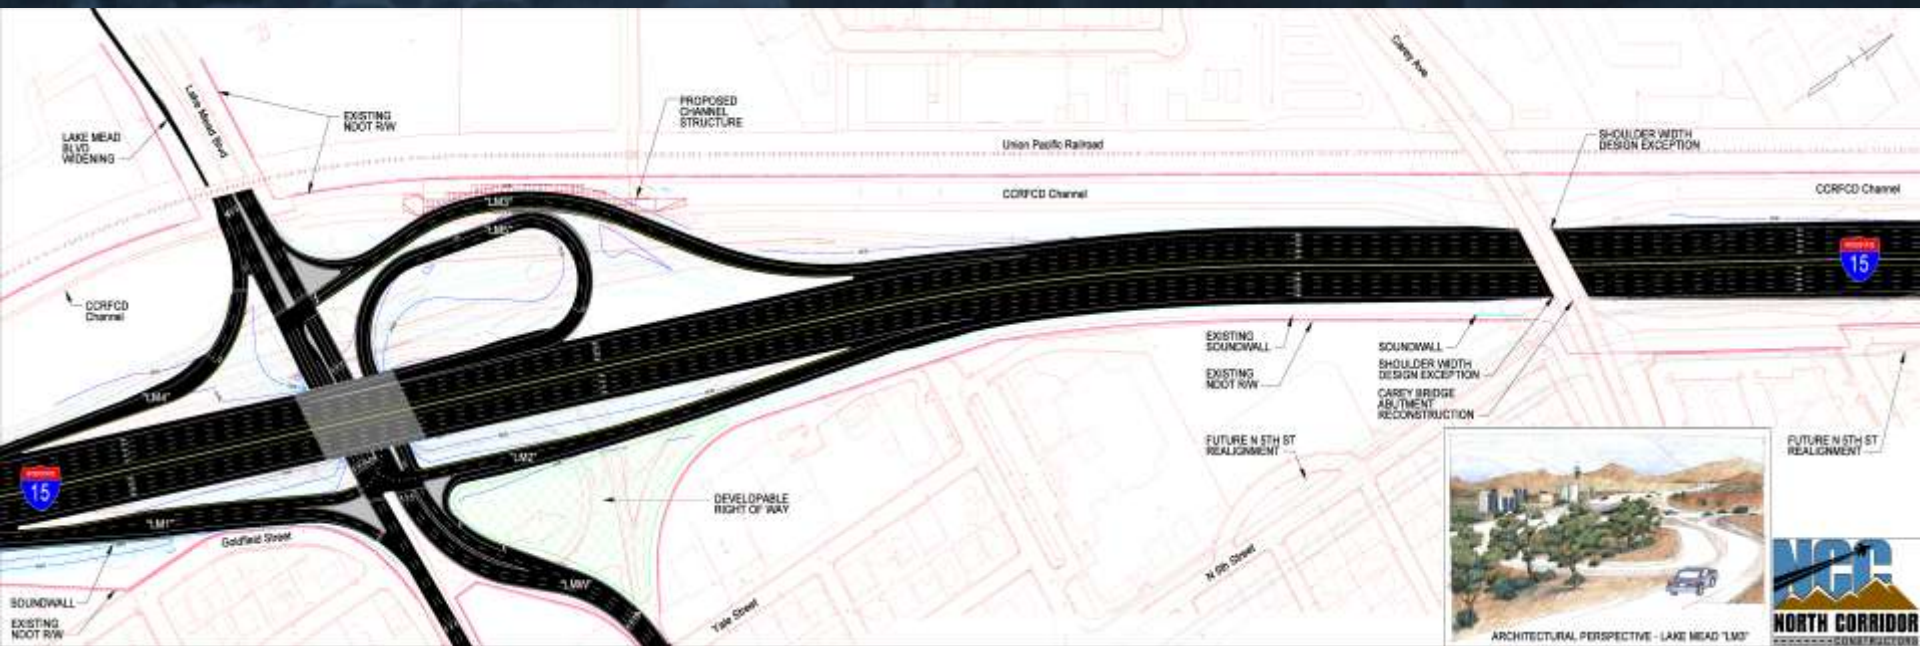 Lake Mead Blvd
EXISTING
NDOT R/W
PROPOSED
CHANNEL
STRUCTURE
Carey Ave
LAKE MEAD
BLVD
WIDENING
Union Pacific Railroad
SHOULDER WIDTH
DESIGN EXCEPTION
"LM3"
CCRFCD Channel
CCRFCD Channel
"LM5"
15
CCRFCD
Channel
EXISTING
SOUNDWALL
SOUNDWALL
EXISTING
NDOT R/W
SHOULDER WIDTH
DESIGN EXCEPTION
CAREY BRIDGE
ABUTMENT
RECONSTRUCTION
"LM4"
FUTURE N 5TH ST
REALIGNMENT
FUTURE N 5TH ST
REALIGNMENT
"LM2"
15
DEVELOPABLE
RIGHT OF WAY
"LM1"
Goldfield Street
N 5th Street
"LMW"
Yale Street
SOUNDWALL
EXISTING
NDOT R/W
ARCHITECTURAL PERSPECTIVE - LAKE MEAD "LM3"
NCC
NORTH CORRIDOR
CONSTRUCTORS